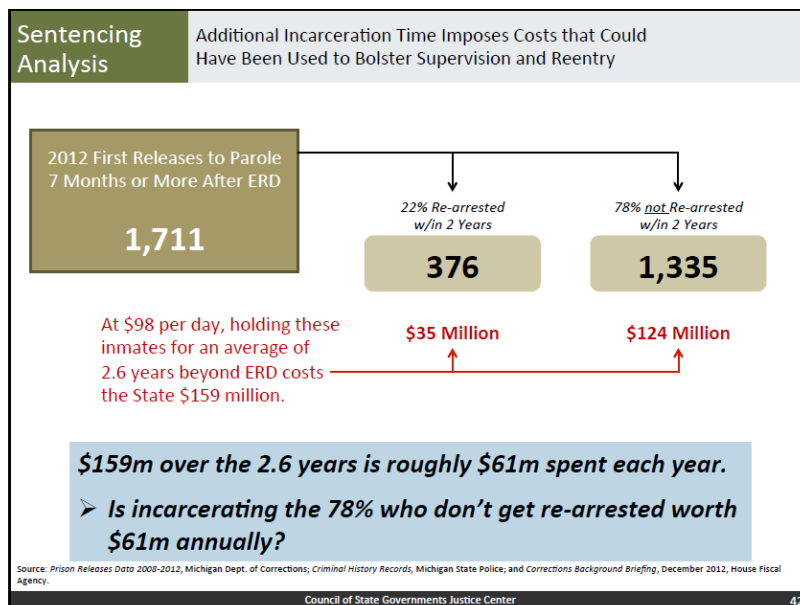 Sentencing
Analysis
Additional Incarceration Time Imposes Costs that Could
Have Been Used to Bolster Supervision and Reentry
2012 First Releases to Parole
7 Months or More After ERD
1,711
22% Re-arrested
w/in 2 Years
376
78% not Re-arrested
w/in 2 Years
1,335
At $98 per day, holding these
inmates for an average of
2.6 years beyond ERD costs
the State $159 million.
$35 Million
$124 Million
$159m over the 2.6 years is roughly $61m spent each year.
➢ Is incarcerating the 78% who don’t get re-arrested worth
$61m annually?
Source: Prison Releases Data 2008-2012, Michigan Dept. of Corrections; Criminal History Records, Michigan State Police; and Corrections Background Briefing, December 2012, House Fiscal
Agency.
Council of State Governments Justice Center